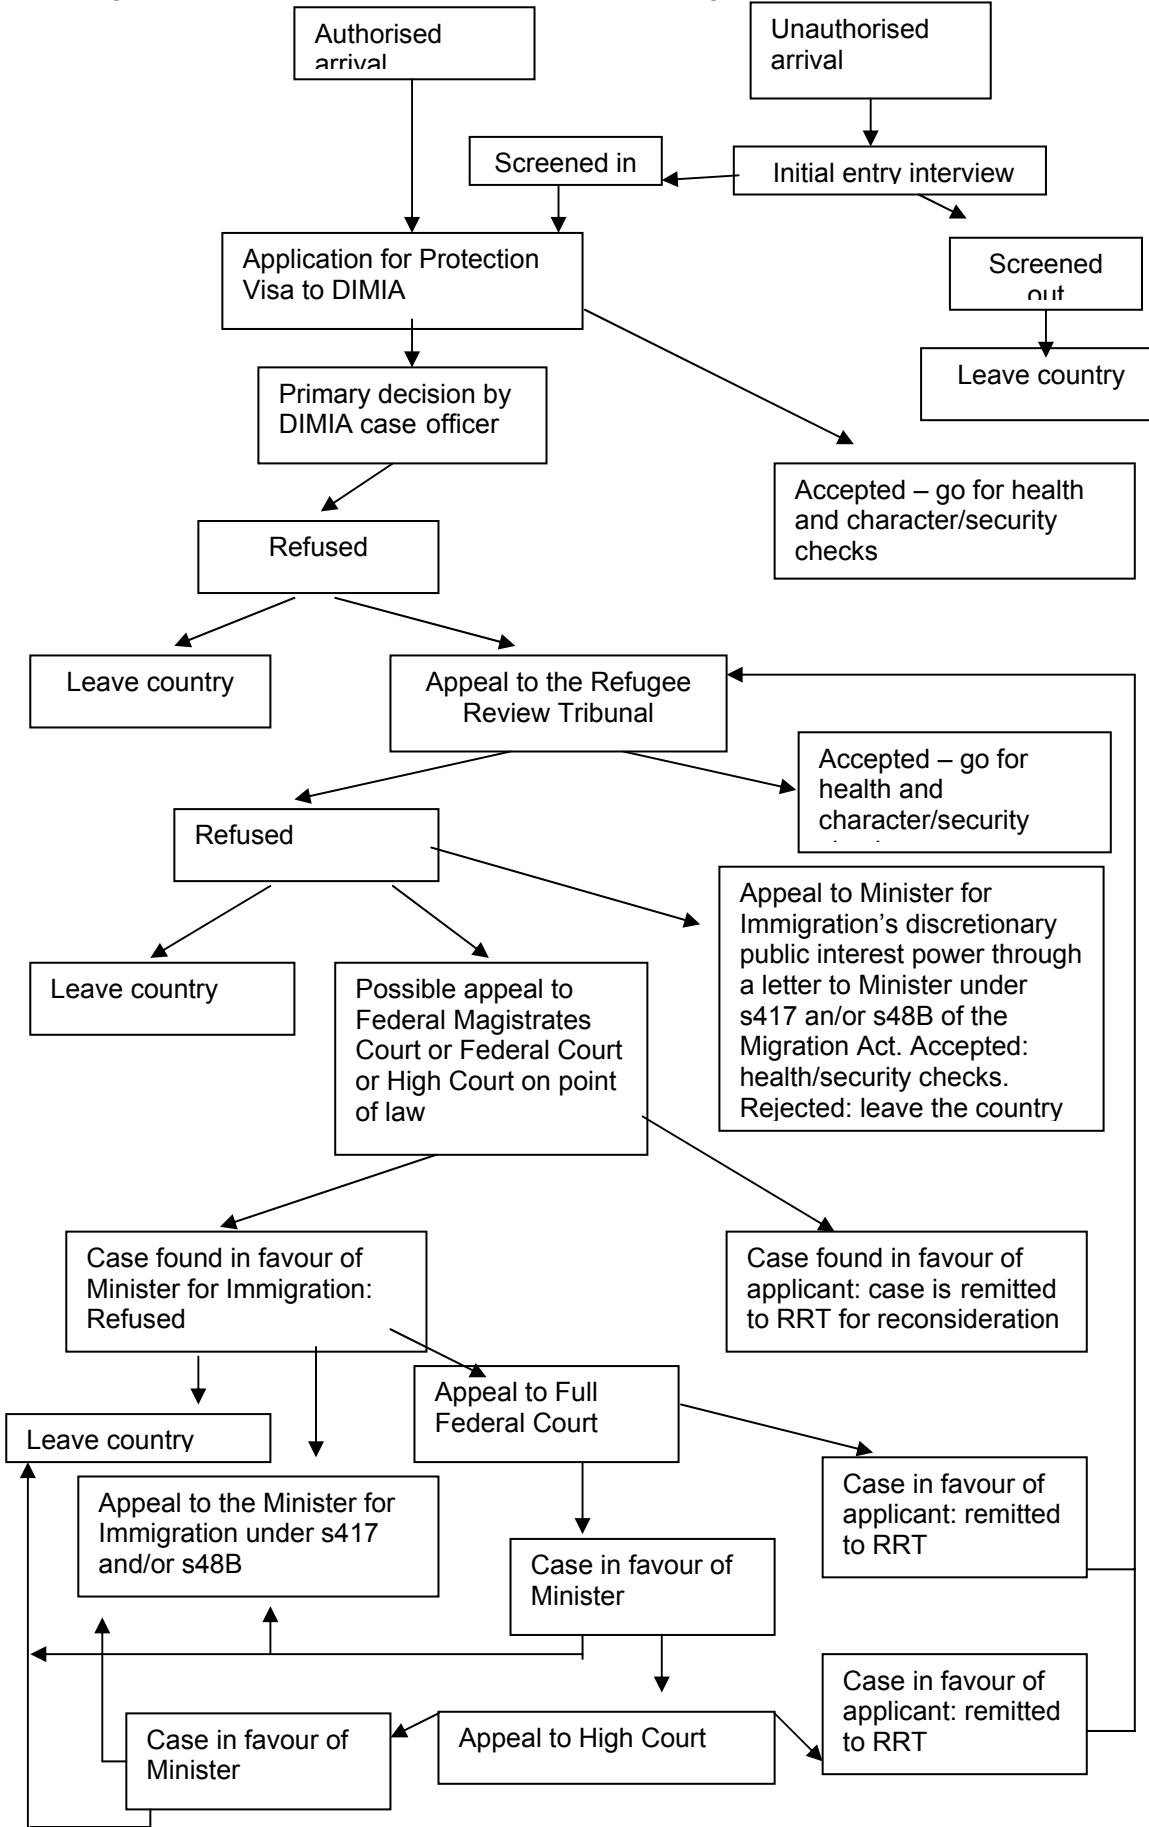 Authorised
arrival
Unauthorised
arrival
Screened in
Initial entry interview
Application for Protection
Visa to DIMIA
Screened
out
Leave country
Primary decision by
DIMIA case officer
Accepted – go for health
and character/security
checks
Refused
Leave country
Appeal to the Refugee
Review Tribunal
Accepted – go for
health and
character/security
Refused
Appeal to Minister for
Immigration’s discretionary
public interest power through
a letter to Minister under
s417 an/or s48B of the
Migration Act. Accepted:
health/security checks.
Rejected: leave the country
Leave country
Possible appeal to
Federal Magistrates
Court or Federal Court
or High Court on point
of law
Case found in favour of
Minister for Immigration:
Refused
Case found in favour of
applicant: case is remitted
to RRT for reconsideration
Appeal to Full
Federal Court
Leave country
Appeal to the Minister for
Immigration under s417
and/or s48B
Case in favour of
applicant: remitted
to RRT
Case in favour of
Minister
Case in favour of
applicant: remitted
to RRT
Case in favour of
Minister
Appeal to High Court